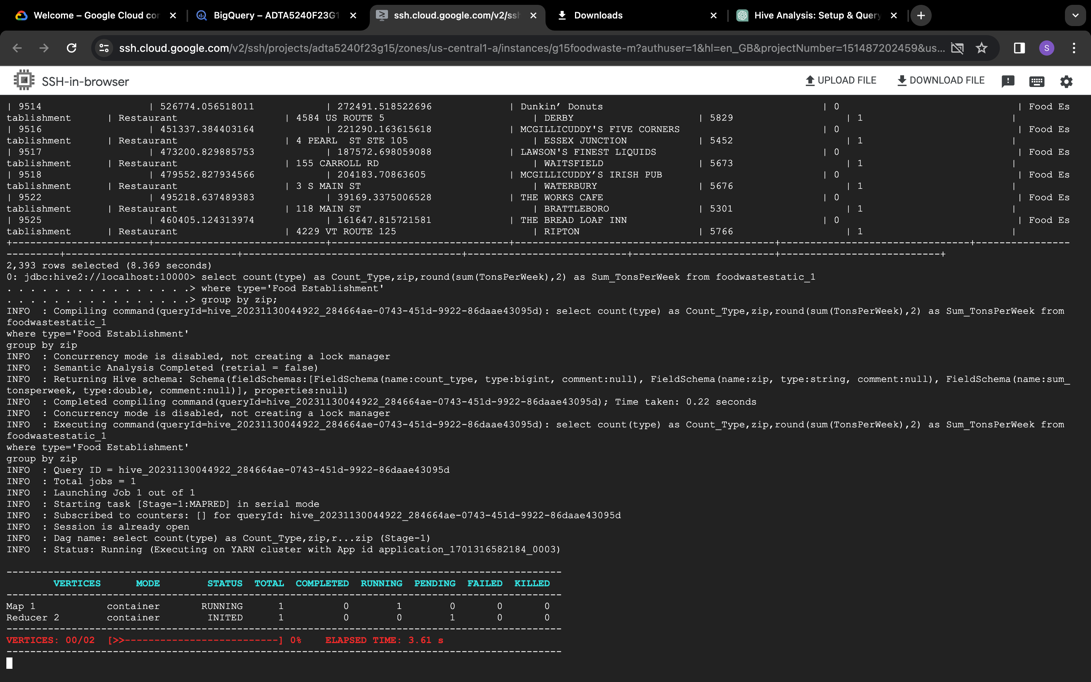 Welcome – Google Cloud co
BigQuery – ADTA5240F23G1
ssh.cloud.google.com/v2/ss
Downloads
Hive Analysis: Setup & Query
ssh.cloud.google.com/v2/ssh/projects/adta5240f23g15/zones/us-central1-a/instances/g15foodwaste-m?authuser=1&hl=en_GB&projectNumber=151487202459&us...
S
SSH-in-browser
UPLOAD FILE
DOWNLOAD FILE
| 9514 | 526774.056518011 | 272491.518522696 | Dunkin’ Donuts | 0 | Food Es
tablishment | Restaurant | 4584 US ROUTE 5 | DERBY | 5829 | 1 |
| 9516 | 451337.384403164 | 221290.163615618 | MCGILLICUDDY'S FIVE CORNERS | 0 | Food Es
tablishment | Restaurant | 4 PEARL  ST STE 105 | ESSEX JUNCTION | 5452 | 1 |
| 9517 | 473200.829885753 | 187572.698059088 | LAWSON'S FINEST LIQUIDS | 0 | Food Es
tablishment | Restaurant | 155 CARROLL RD | WAITSFIELD | 5673 | 1 |
| 9518 | 479552.827934566 | 204183.70863605 | MCGILLICUDDY’S IRISH PUB | 0 | Food Es
tablishment | Restaurant | 3 S MAIN ST | WATERBURY | 5676 | 1 |
| 9522 | 495218.637489383 | 39169.3375006528 | THE WORKS CAFE | 0 | Food Es
tablishment | Restaurant | 118 MAIN ST | BRATTLEBORO | 5301 | 1 |
| 9525 | 460405.124313974 | 161647.815721581 | THE BREAD LOAF INN | 0 | Food Es
tablishment | Restaurant | 4229 VT ROUTE 125 | RIPTON | 5766 | 1 |
2,393 rows selected (8.369 seconds)
0: jdbc:hive2://localhost:10000> select count(type) as Count_Type,zip,round(sum(TonsPerWeek),2) as Sum_TonsPerWeek from foodwastestatic_1
. . . . . . . . . . . . . . . .> where type='Food Establishment'
. . . . . . . . . . . . . . . .> group by zip;
INFO  : Compiling command(queryId=hive_20231130044922_284664ae-0743-451d-9922-86daae43095d): select count(type) as Count_Type,zip,round(sum(TonsPerWeek),2) as Sum_TonsPerWeek from
foodwastestatic_1
where type='Food Establishment'
group by zip
INFO  : Concurrency mode is disabled, not creating a lock manager
INFO  : Semantic Analysis Completed (retrial = false)
INFO  : Returning Hive schema: Schema(fieldSchemas:[FieldSchema(name:count_type, type:bigint, comment:null), FieldSchema(name:zip, type:string, comment:null), FieldSchema(name:sum_
tonsperweek, type:double, comment:null)], properties:null)
INFO  : Completed compiling command(queryId=hive_20231130044922_284664ae-0743-451d-9922-86daae43095d); Time taken: 0.22 seconds
INFO  : Concurrency mode is disabled, not creating a lock manager
INFO  : Executing command(queryId=hive_20231130044922_284664ae-0743-451d-9922-86daae43095d): select count(type) as Count_Type,zip,round(sum(TonsPerWeek),2) as Sum_TonsPerWeek from
foodwastestatic_1
where type='Food Establishment'
group by zip
INFO  : Query ID = hive_20231130044922_284664ae-0743-451d-9922-86daae43095d
INFO  : Total jobs = 1
INFO  : Launching Job 1 out of 1
INFO  : Starting task [Stage-1:MAPRED] in serial mode
INFO  : Subscribed to counters: [] for queryId: hive_20231130044922_284664ae-0743-451d-9922-86daae43095d
INFO  : Session is already open
INFO  : Dag name: select count(type) as Count_Type,zip,r...zip (Stage-1)
INFO  : Status: Running (Executing on YARN cluster with App id application_1701316582184_0003)
VERTICES MODE STATUS TOTAL COMPLETED RUNNING PENDING FAILED KILLED
Map 1 container RUNNING 1 0 1 0 0 0
Reducer 2 container INITED 1 0 0 1 0 0
VERTICES: 00/02 [>>--------------------------] 0% ELAPSED TIME: 3.61 s